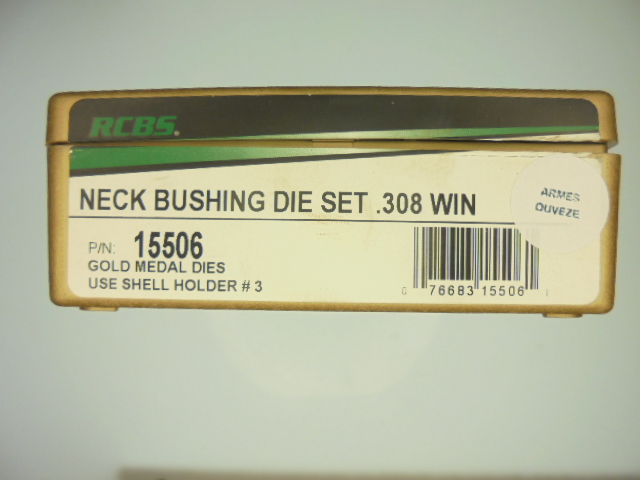 RCBS.
NECK BUSHING DIE SET .308 WIN
ARMES
OUVEZE
P/N: 15506
GOLD MEDAL DIES
USE SHELL HOLDER # 3
0 76683 15506 1